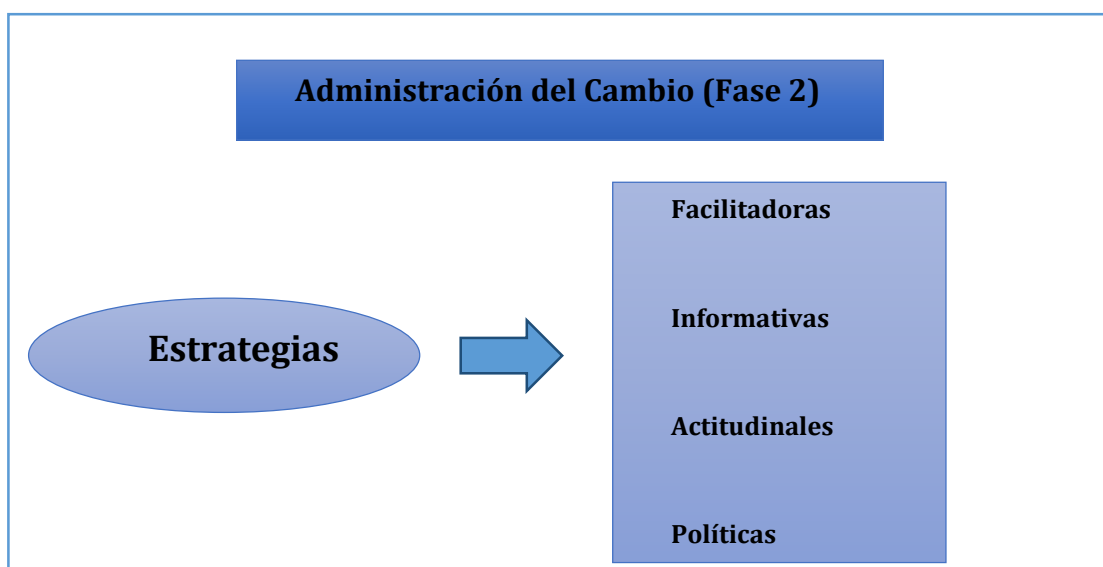 Administración del Cambio (Fase 2)
Facilitadoras
Informativas
Estrategias
Actitudinales
Políticas